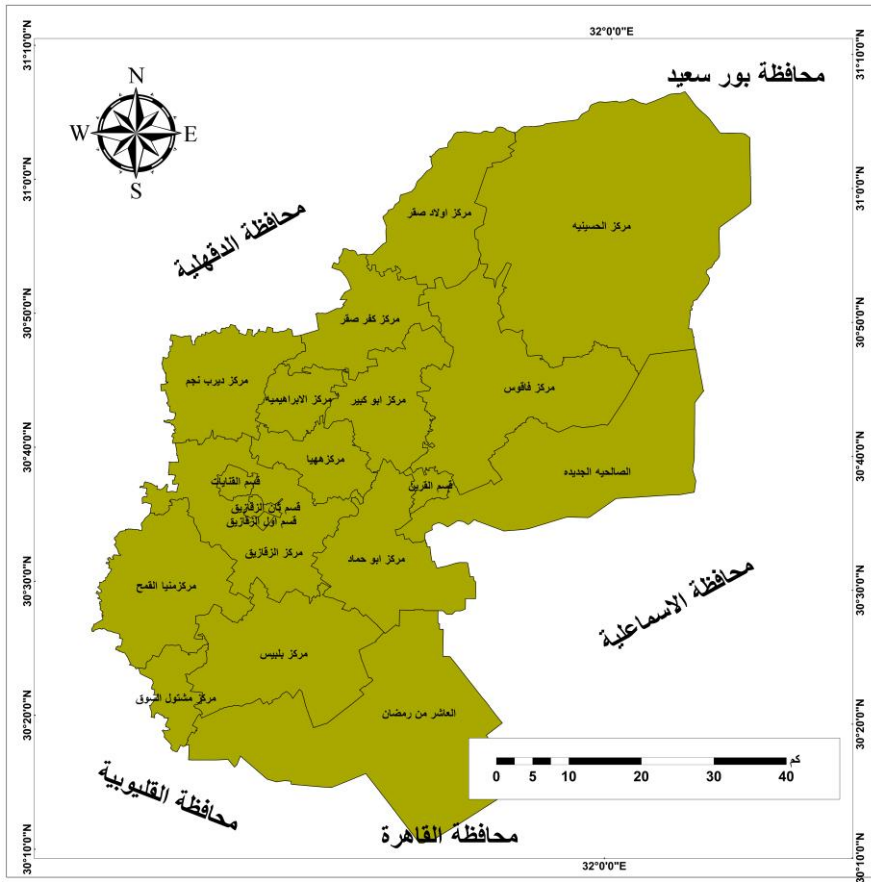 32°0'0"E
31°10'0"N
31°10'0"N
محافظة بور سعيد
N
W
E
S
31°0'0"N
31°0'0"N
مركز اولاد صقر
مركز الحسينيه
محافظة الدقهلية
30°50'0"N
30°50'0"N
مركز كفر صقر
مركز ديرب نجم
مركز الابراهيميه
مركز ابو كبير
مركز فاقوس
30°40'0"N
30°40'0"N
مركزههيا
الصالحيه الجديده
قسم القنايات
قسم القرين
قسم ثان الزقازيق
قسم اول الزقازيق
مركز الزقازيق
مركز ابو حماد
30°30'0"N
30°30'0"N
مركزمنيا القمح
محافظة الاسماعلية
مركز بلبيس
مركز مشتول السوق
العاشر من رمضان
30°20'0"N
30°20'0"N
كم
0 5 10 20 30 40
محافظة القليوبية
محافظة القاهرة
30°10'0"N
30°10'0"N
32°0'0"E